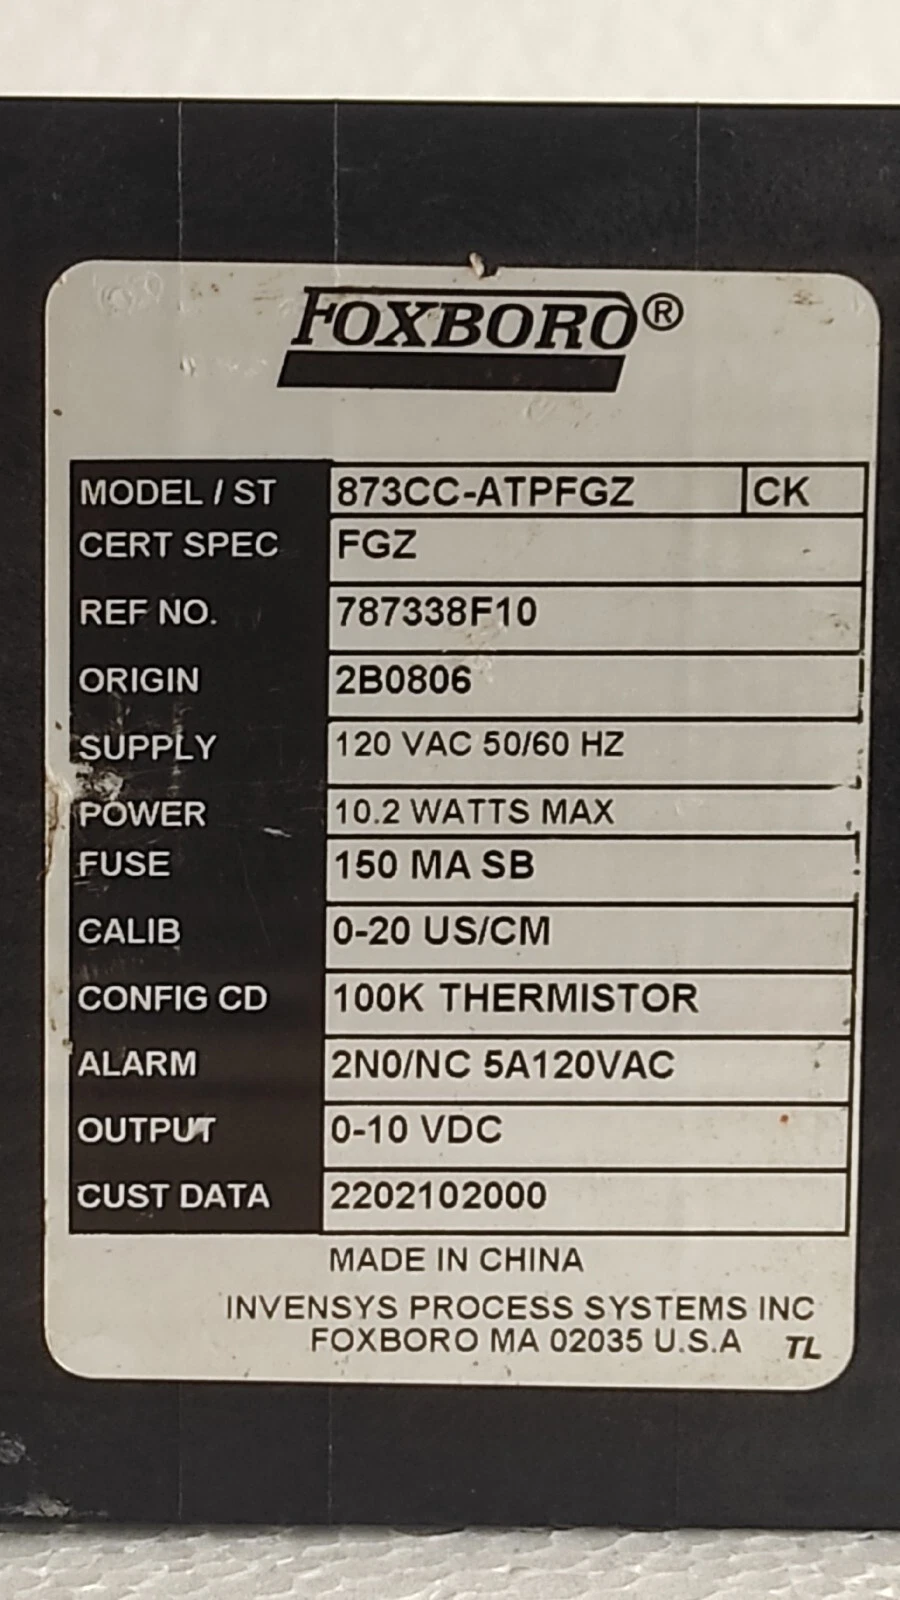 FOXBORO®
MODEL / ST 873CC-ATPFGZ CK
CERT SPEC FGZ
REF NO. 787338F10
ORIGIN 2B0806
SUPPLY 120 VAC 50/60 HZ
POWER 10.2 WATTS MAX
FUSE 150 MA SB
CALIB 0-20 US/CM
CONFIG CD 100K THERMISTOR
ALARM 2N0/NC 5A120VAC
OUTPUT 0-10 VDC
CUST DATA 2202102000
MADE IN CHINA
INVENSYS PROCESS SYSTEMS INC
FOXBORO MA 02035 U.S.A TL